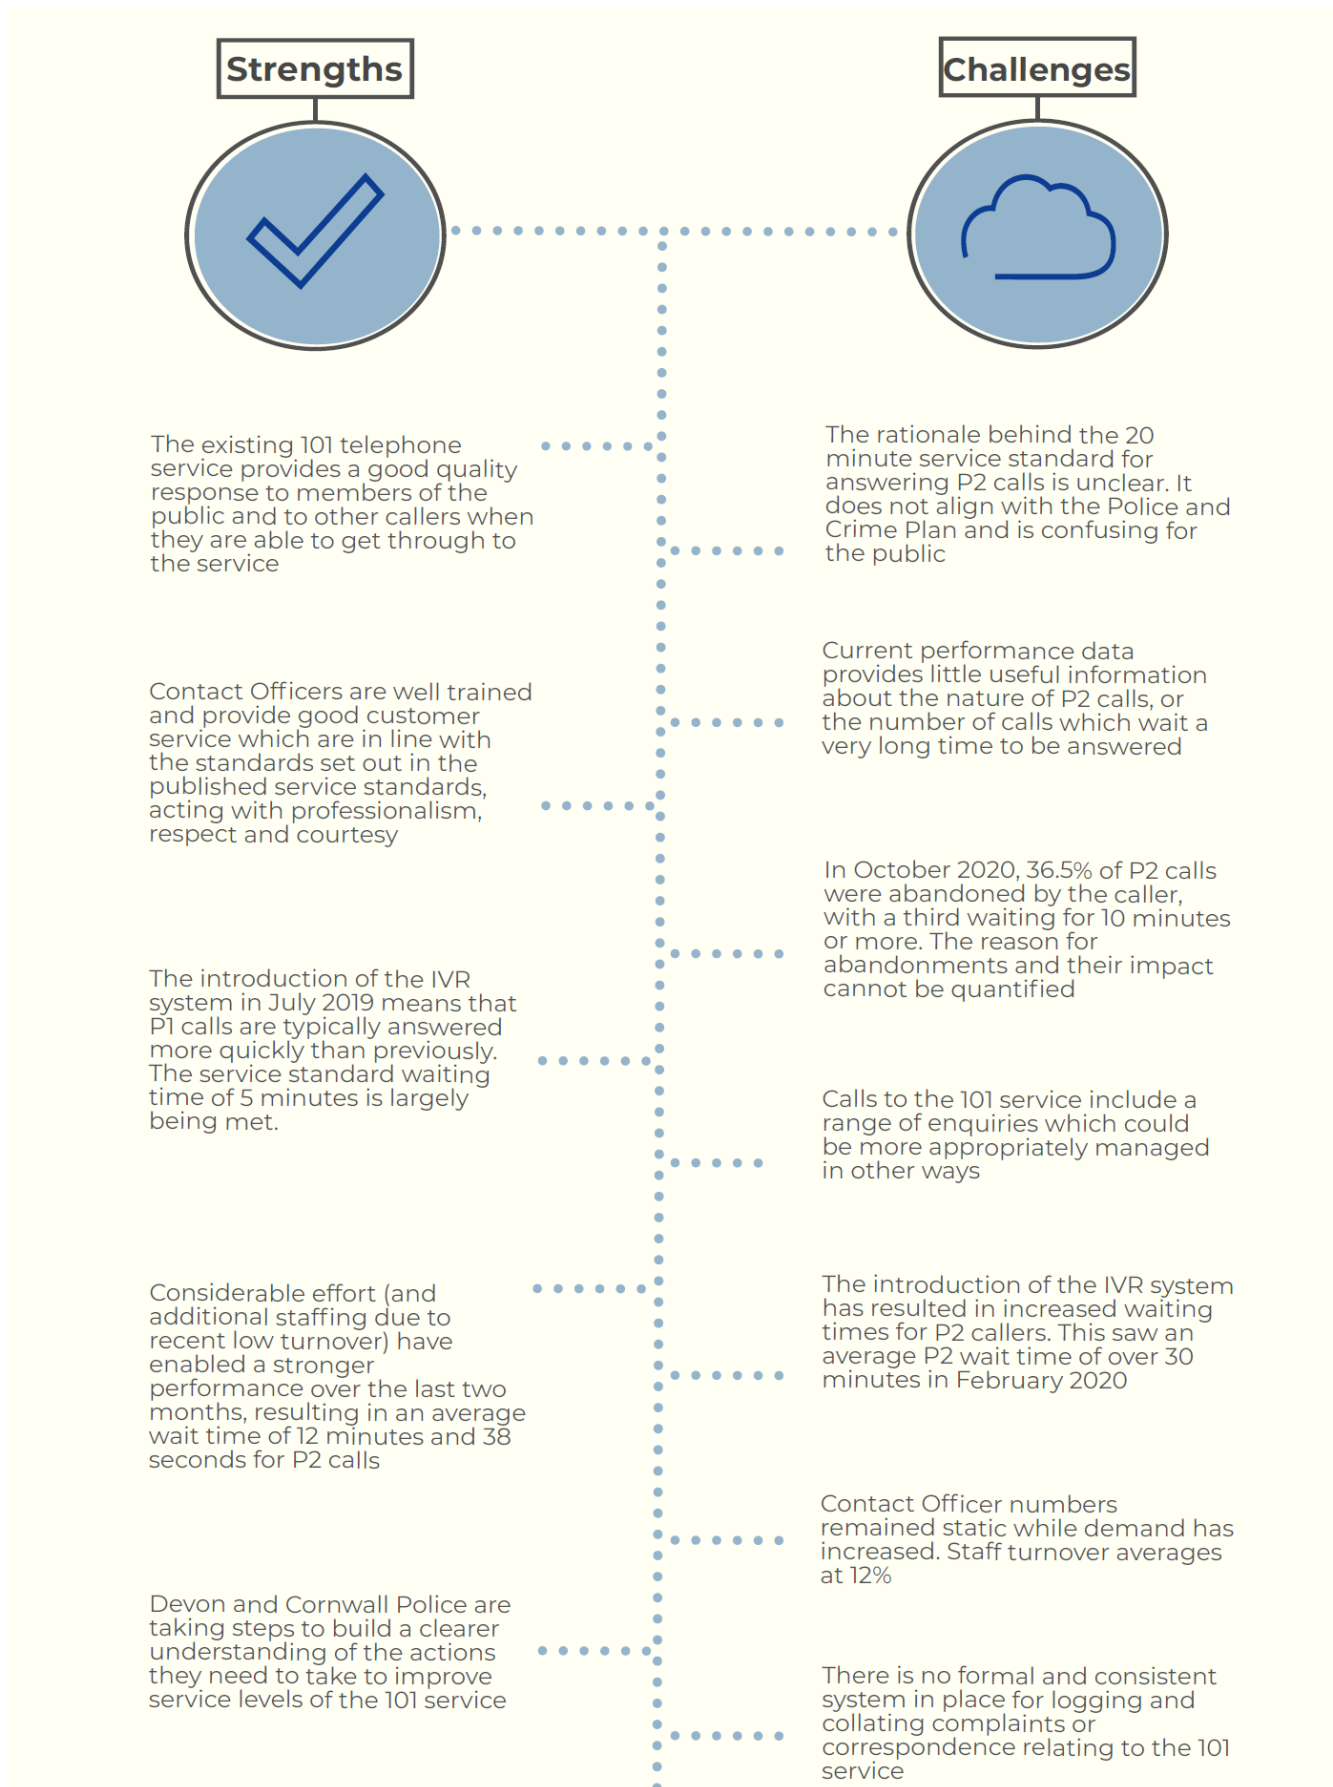 Strengths
The existing 101 telephone
service provides a good quality
response to members of the
public and to other callers when
they are able to get through to
the service
Contact Officers are well trained
and provide good customer
service which are in line with
the standards set out in the
published service standards,
acting with professionalism,
respect and courtesy
The introduction of the IVR
system in July 2019 means that
P1 calls are typically answered
more quickly than previously.
The service standard waiting
time of 5 minutes is largely
being met.
Considerable effort (and
additional staffing due to
recent low turnover) have
enabled a stronger
performance over the last two
months, resulting in an average
wait time of 12 minutes and 38
seconds for P2 calls
Devon and Cornwall Police are
taking steps to build a clearer
understanding of the actions
they need to take to improve
service levels of the 101 service
Challenges
The rationale behind the 20
minute service standard for
answering P2 calls is unclear. It
does not align with the Police and
Crime Plan and is confusing for
the public
Current performance data
provides little useful information
about the nature of P2 calls, or
the number of calls which wait a
very long time to be answered
In October 2020, 36.5% of P2 calls
were abandoned by the caller,
with a third waiting for 10 minutes
or more. The reason for
abandonments and their impact
cannot be quantified
Calls to the 101 service include a
range of enquiries which could
be more appropriately managed
in other ways
The introduction of the IVR system
has resulted in increased waiting
times for P2 callers. This saw an
average P2 wait time of over 30
minutes in February 2020
Contact Officer numbers
remained static while demand has
increased. Staff turnover averages
at 12%
There is no formal and consistent
system in place for logging and
collating complaints or
correspondence relating to the 101
service